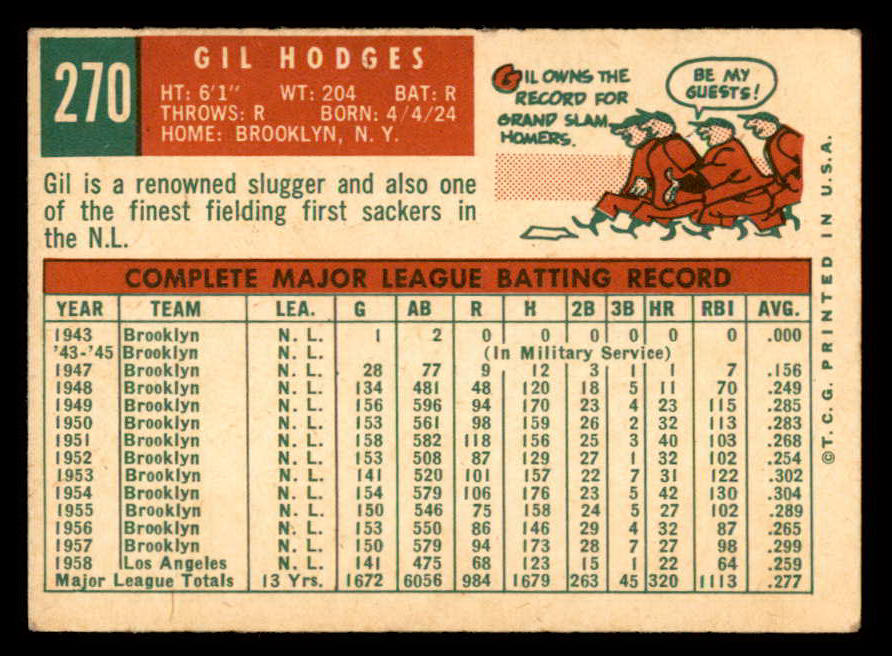 270
GIL HODGES
HT: 6'1" WT: 204 BAT: R
THROWS: R BORN: 4/4/24
HOME: BROOKLYN, N. Y.
GIL OWNS THE
RECORD FOR
GRAND SLAM
HOMERS.
BE MY
GUESTS!
Gil is a renowned slugger and also one
of the finest fielding first sackers in
the N.L.
COMPLETE MAJOR LEAGUE BATTING RECORD
YEAR TEAM LEA. G AB R H 2B 3B HR RBI AVG.
1943 Brooklyn N. L. 1 2 0 0 0 0 0 0 .000
'43-'45 Brooklyn N. L. (In Military Service)
1947 Brooklyn N. L. 28 77 9 12 3 1 1 7 .156
1948 Brooklyn N. L. 134 481 48 120 18 5 11 70 .249
1949 Brooklyn N. L. 156 596 94 170 23 4 23 115 .285
1950 Brooklyn N. L. 153 561 98 159 26 2 32 113 .283
1951 Brooklyn N. L. 158 582 118 156 25 3 40 103 .268
1952 Brooklyn N. L. 153 508 87 129 27 1 32 102 .254
1953 Brooklyn N. L. 141 520 101 157 22 7 31 122 .302
1954 Brooklyn N. L. 154 579 106 176 23 5 42 130 .304
1955 Brooklyn N. L. 150 546 75 158 24 5 27 102 .289
1956 Brooklyn N. L. 153 550 86 146 29 4 32 87 .265
1957 Brooklyn N. L. 150 579 94 173 28 7 27 98 .299
1958 Los Angeles N. L. 141 475 68 123 15 1 22 64 .259
Major League Totals 13 Yrs. 1672 6056 984 1679 263 45 320 1113 .277
©T.C.G. PRINTED IN U.S.A.